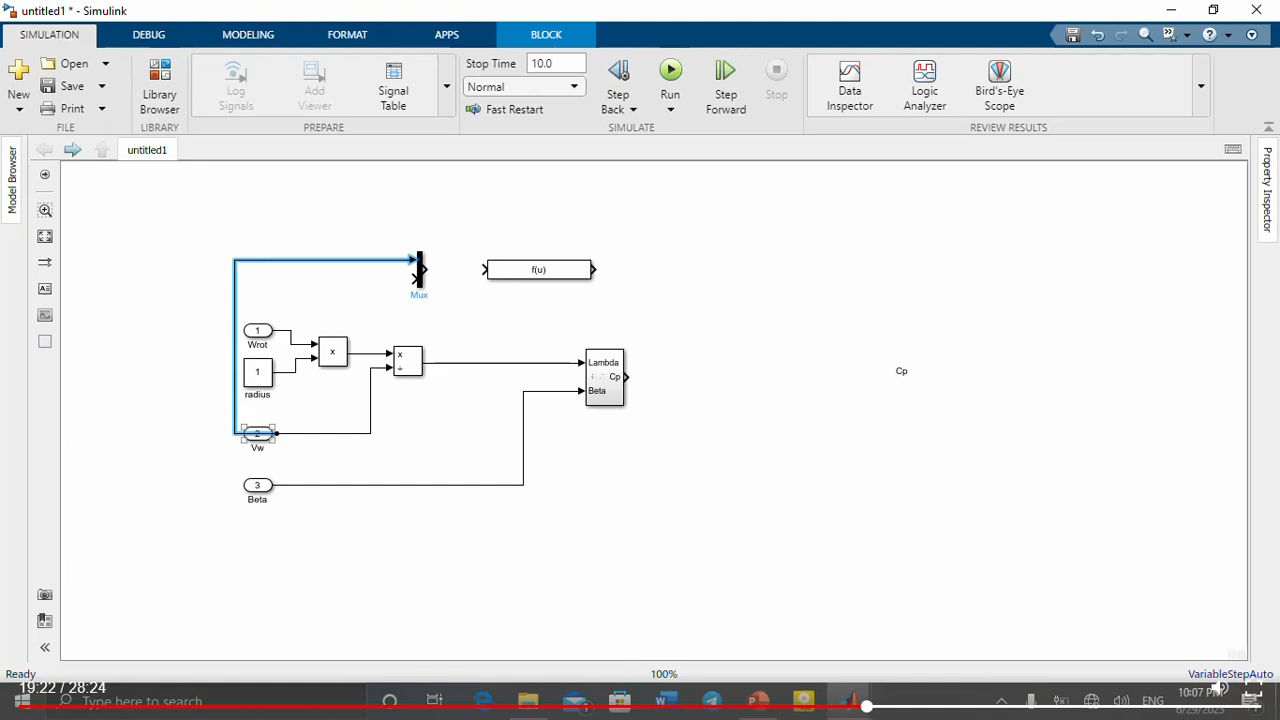 untitled1 * - Simulink
SIMULATION DEBUG MODELING FORMAT APPS BLOCK
New
Open
Save
Print
FILE
Library
Browser
LIBRARY
Log
Signals
Add
Viewer
Signal
Table
PREPARE
Stop Time 10.0
Normal
Fast Restart
Step
Back
Run
Step
Forward
Stop
SIMULATE
Data
Inspector
Logic
Analyzer
Bird's-Eye
Scope
REVIEW RESULTS
Model Browser
untitled1
Property Inspector
Mux
f(u)
1
Wrot
1
radius
x
x
÷
Lambda
Cp
Beta
Cp
2
Vw
3
Beta
Ready 100% VariableStepAuto
19:22 / 28:24
Type here to search
ENG
10:07 PM
6/29/2023